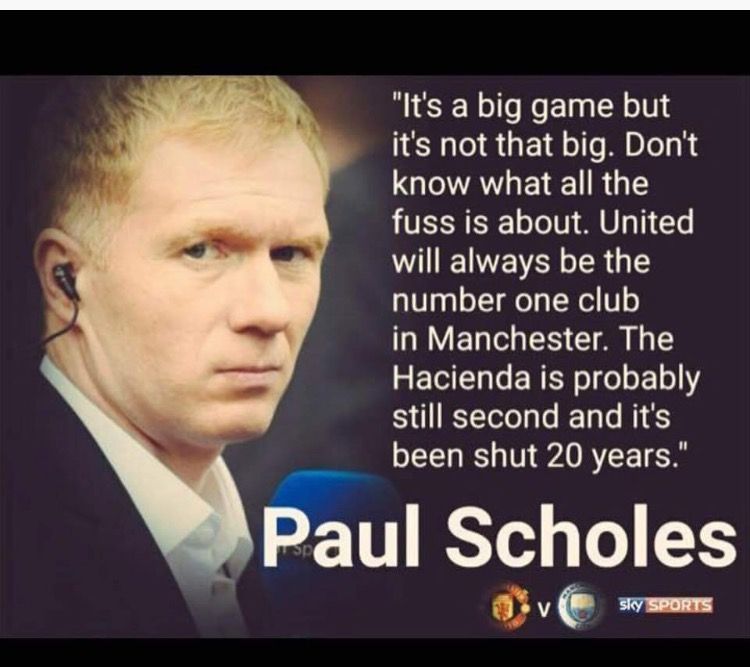 "It's a big game but
it's not that big. Don't
know what all the
fuss is about. United
will always be the
number one club
in Manchester. The
Hacienda is probably
still second and it's
been shut 20 years."
Paul Scholes
v sky SPORTS